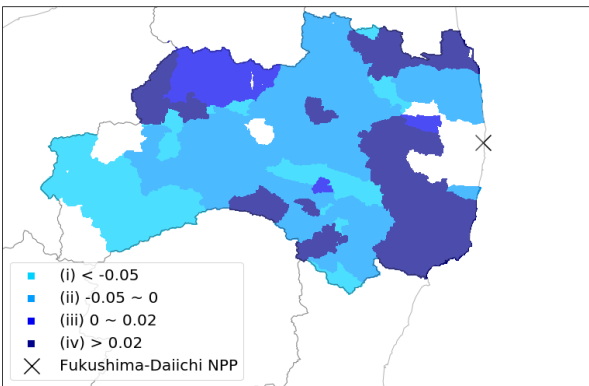 (i) < -0.05
(ii) -0.05 ~ 0
(iii) 0 ~ 0.02
(iv) > 0.02
Fukushima-Daiichi NPP